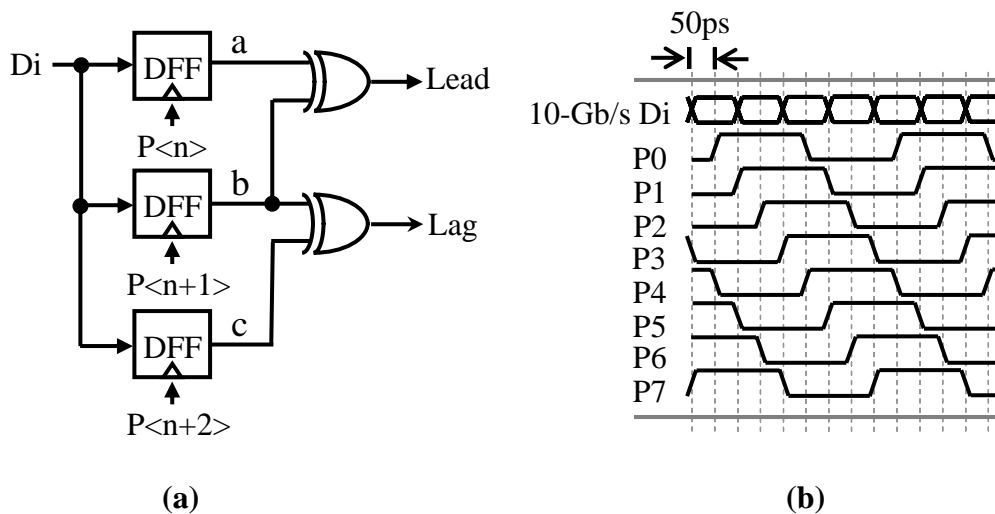 Di
DFF
a
P<n>
Lead
DFF
b
P<n+1>
Lag
DFF
c
P<n+2>
(a)
50ps
10-Gb/s Di
P0
P1
P2
P3
P4
P5
P6
P7
(b)